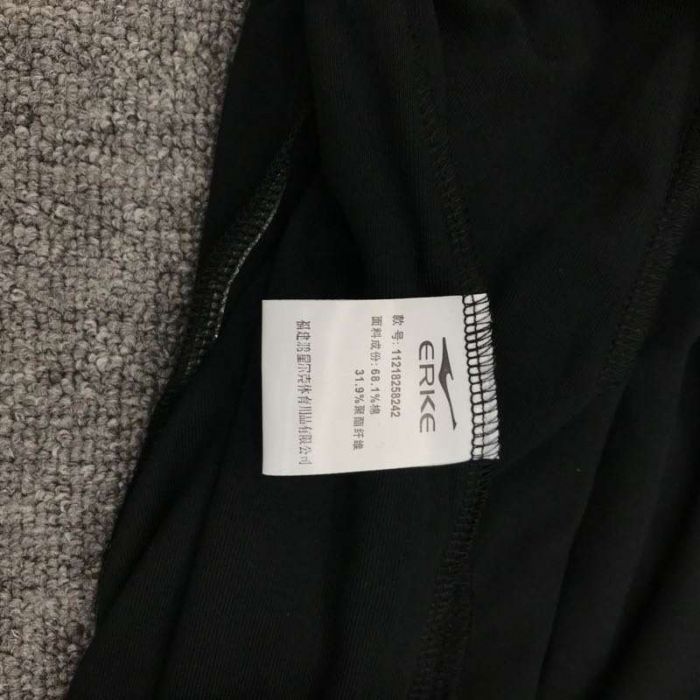 ERKE
款号:11218258242
面料成份:68.1%棉
31.9%聚酯纤维
福建鸿星尔克体育用品有限公司